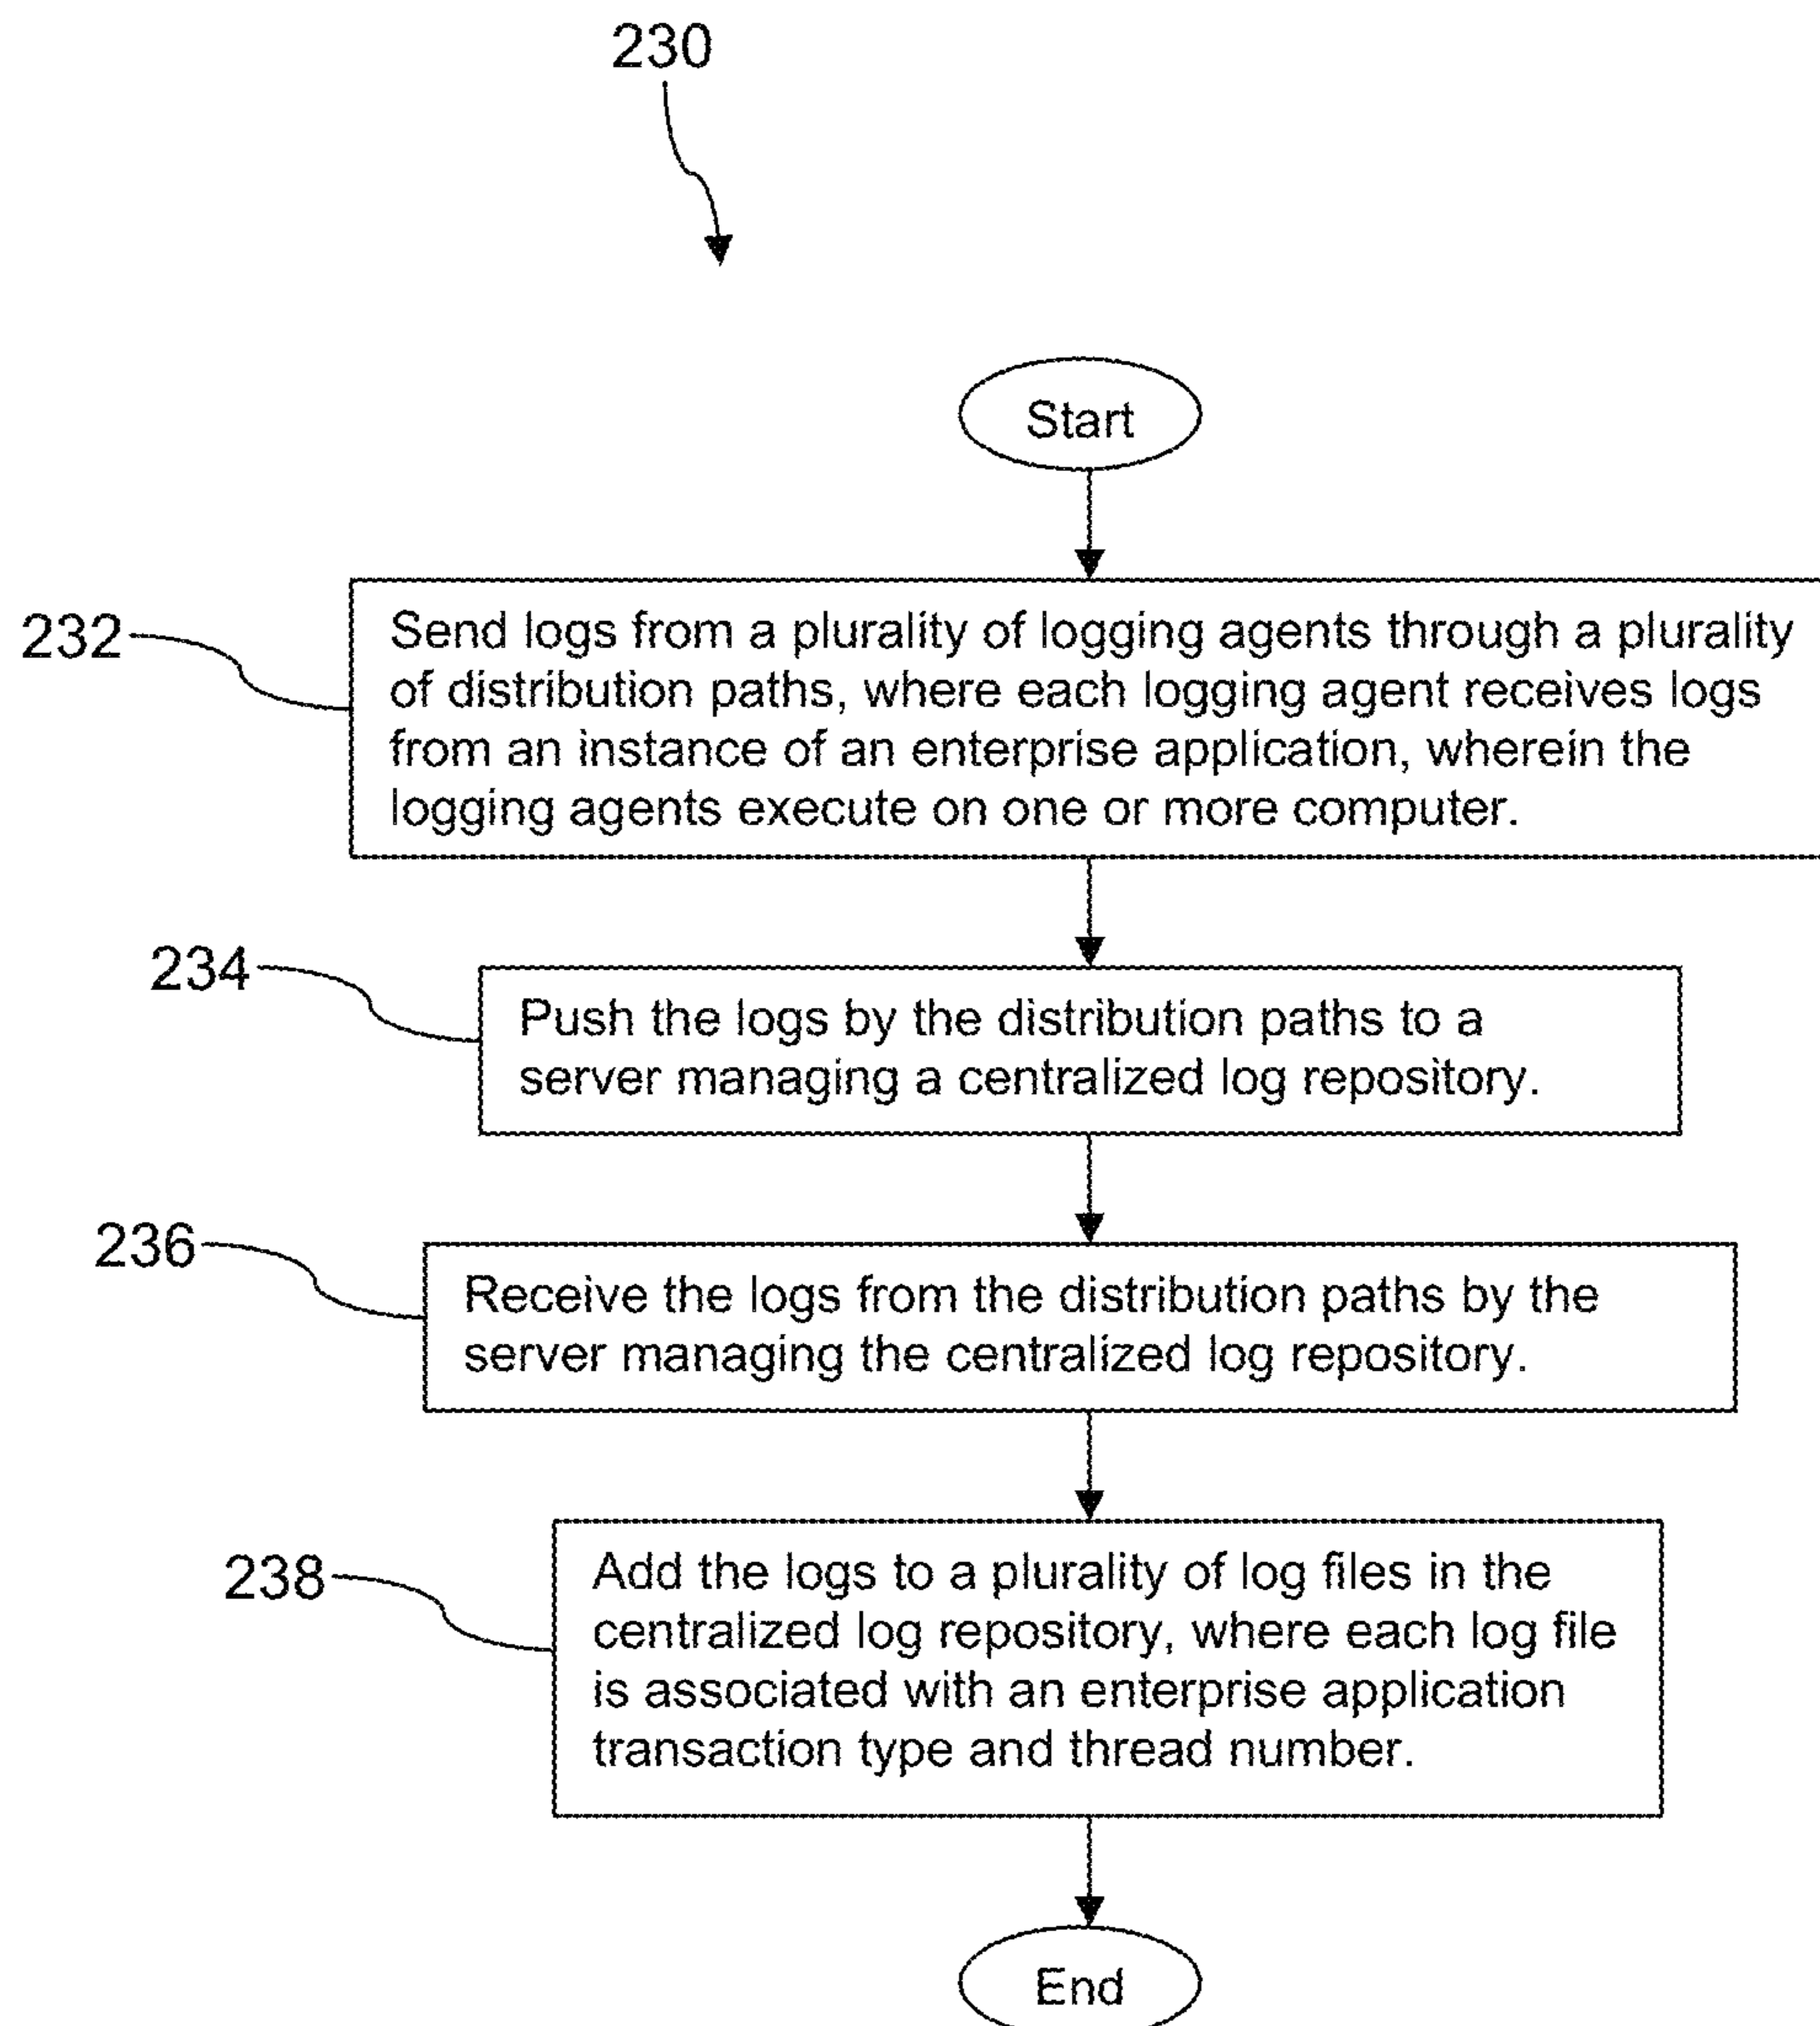 230
Start
232
Send logs from a plurality of logging agents through a plurality
of distribution paths, where each logging agent receives logs
from an instance of an enterprise application, wherein the
logging agents execute on one or more computer.
234
Push the logs by the distribution paths to a
server managing a centralized log repository.
236
Receive the logs from the distribution paths by the
server managing the centralized log repository.
238
Add the logs to a plurality of log files in the
centralized log repository, where each log file
is associated with an enterprise application
transaction type and thread number.
End